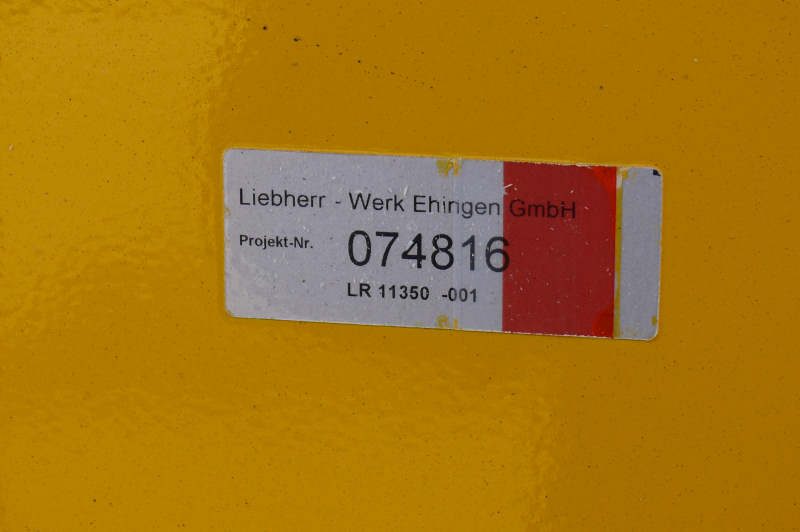 Liebherr - Werk Ehingen GmbH
Projekt-Nr. 074816
LR 11350 -001